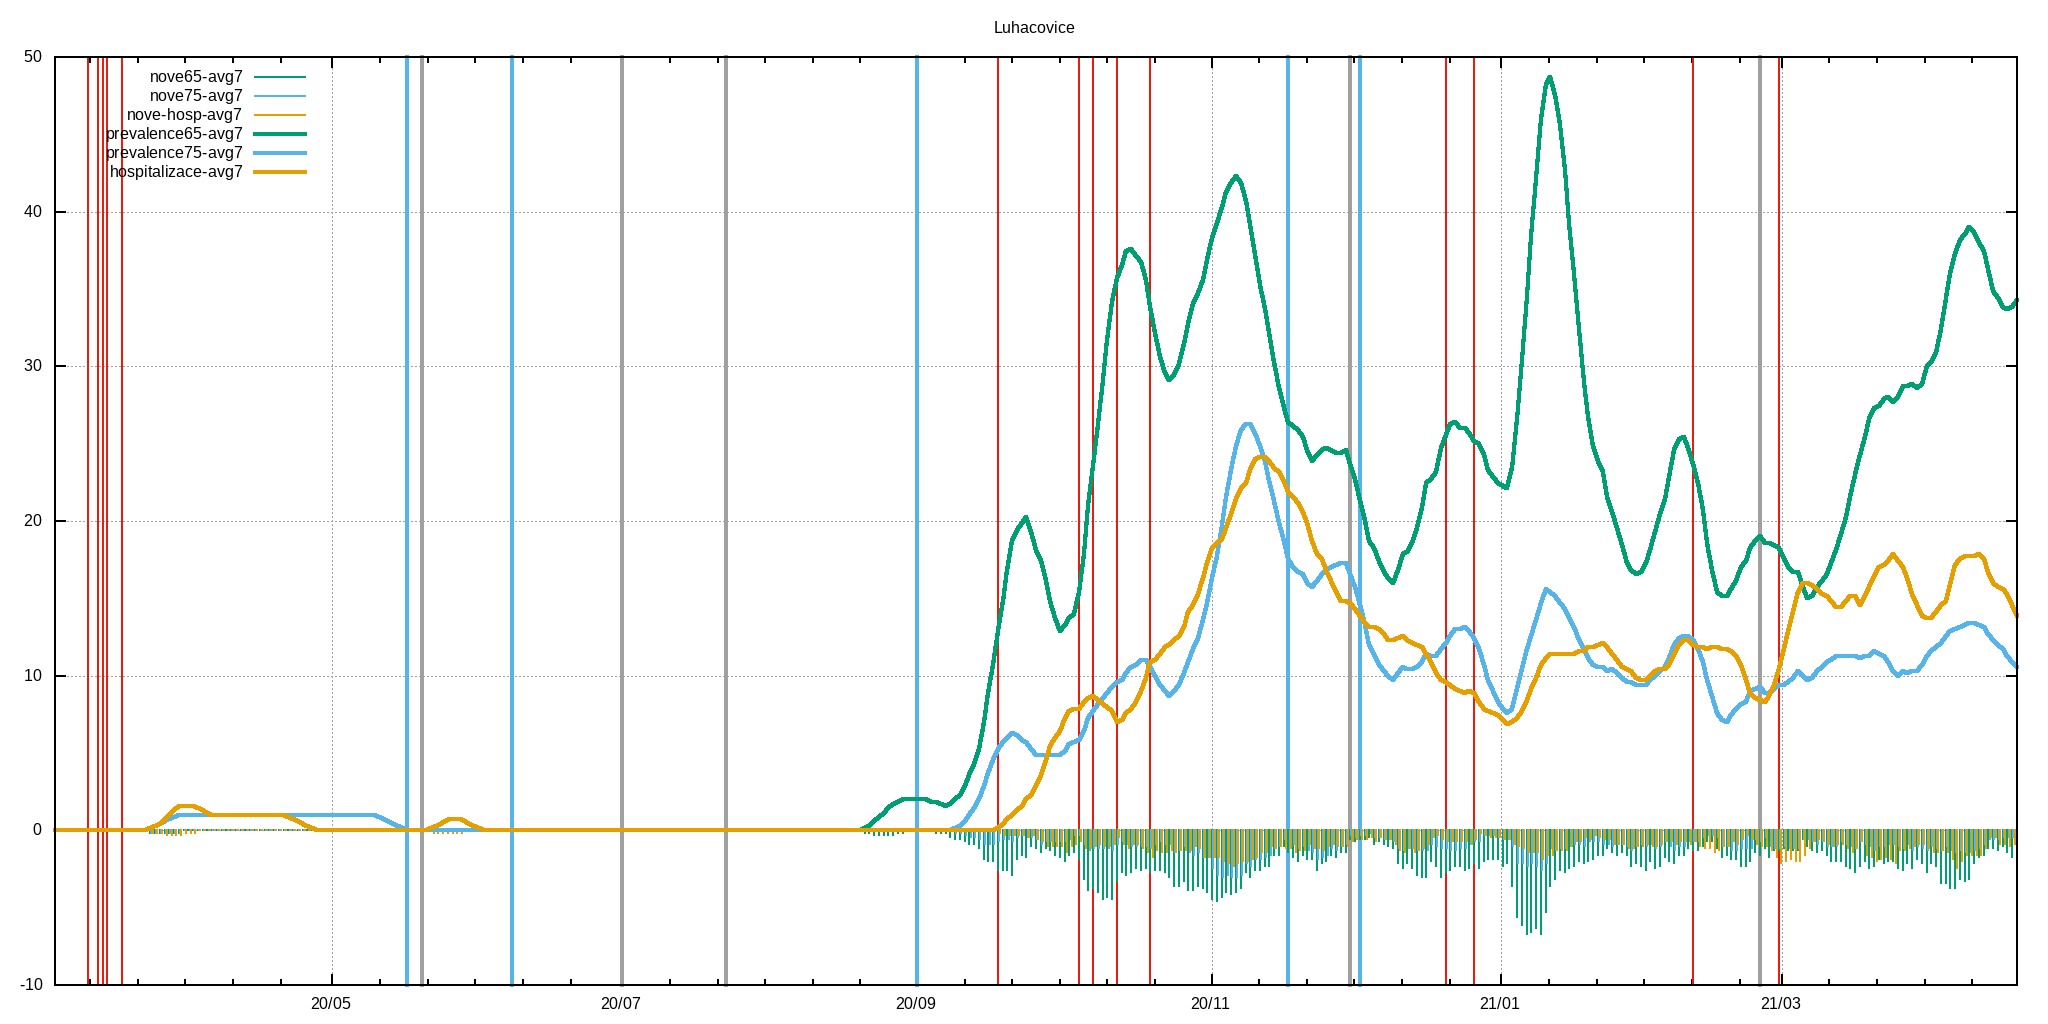 Luhacovice
50
nove65-avg7
nove75-avg7
nove-hosp-avg7
prevalence65-avg7
prevalence75-avg7
hospitalizace-avg7
40
30
20
10
0
-10
20/05
20/07
20/09
20/11
21/01
21/03